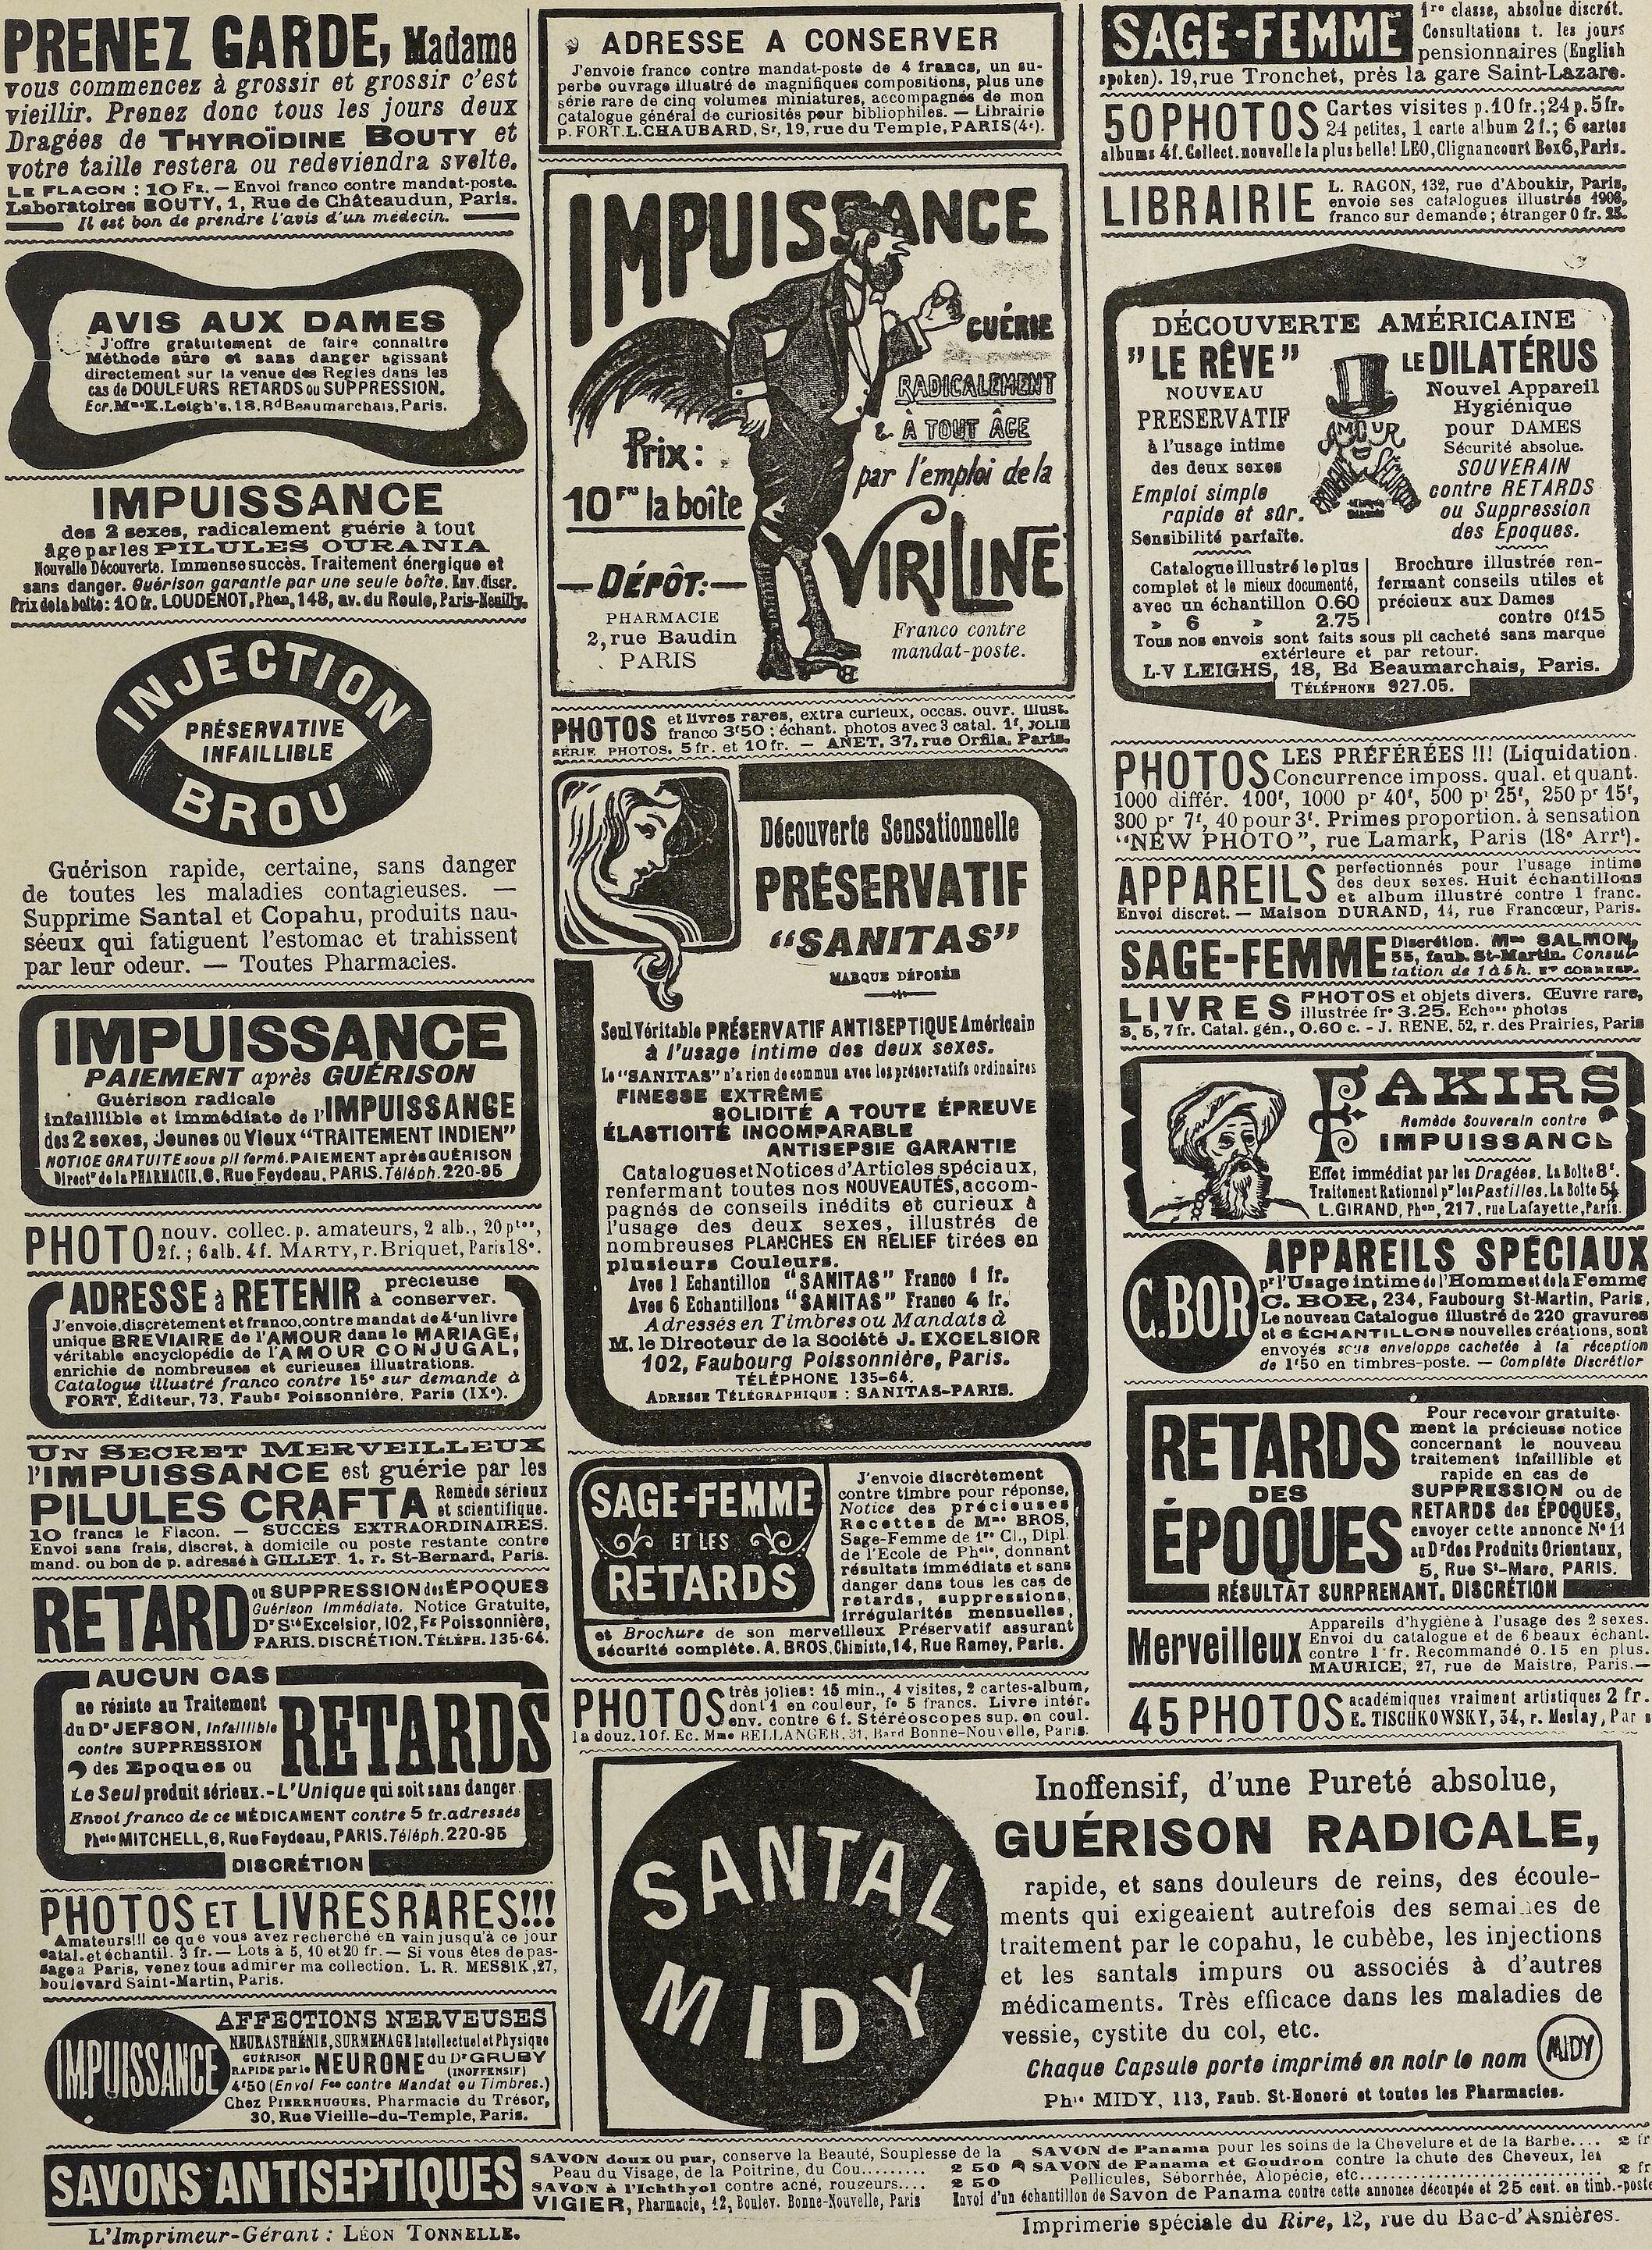 PRENEZ GARDE, Madame
vous commencez à grossir et grossir c'est
vieillir. Prenez donc tous les jours deux
Dragées de THYROÏDINE BOUTY et
votre taille restera ou redeviendra svelte.
LE FLACON : 10 FR. — Envoi franco contre mandat-poste.
Laboratoires BOUTY, 1, Rue de Châteaudun, Paris.
Il est bon de prendre l'avis d'un médecin.
AVIS AUX DAMES
J'offre gratuitement de faire connaître
Méthode sûre et sans danger agissant
directement sur la venue des Règles dans les
cas de DOULEURS RETARDS ou SUPPRESSION.
Ecr. Mme K. Leigh's, 18, Bd Beaumarchais, Paris.
IMPUISSANCE
des 2 sexes, radicalement guérie à tout
âge par les PILULES OURANIA
Nouvelle Découverte. Immense succès. Traitement énergique et
sans danger. Guérison garantie par une seule boîte. Env. discr.
Prix de la boîte: 10 fr. LOUDENOT, Phen, 148, av. du Roule, Paris-Neuilly.
INJECTION
PRÉSERVATIVE
INFAILLIBLE
BROU
Guérison rapide, certaine, sans danger
de toutes les maladies contagieuses. —
Supprime Santal et Copahu, produits nau-
séeux qui fatiguent l'estomac et trahissent
par leur odeur. — Toutes Pharmacies.
IMPUISSANCE
PAIEMENT après GUÉRISON
Guérison radicale
infaillible et immédiate de l'IMPUISSANCE
des 2 sexes, Jeunes ou Vieux "TRAITEMENT INDIEN"
NOTICE GRATUITE sous pli fermé. PAIEMENT après GUÉRISON
Directr de la PHARMACIE, 6, Rue Feydeau, PARIS. Téléph. 220-95
PHOTO nouv. collec. p. amateurs, 2 alb., 20 ptes,
2f. ; 6 alb. 4 f. MARTY, r. Briquet, Paris 18e.
ADRESSE à RETENIR précieuse
à conserver.
J'envoie, discrètement et franco, contre mandat de 4f un livre
unique BRÉVIAIRE de l'AMOUR dans le MARIAGE,
véritable encyclopédie de l'AMOUR CONJUGAL,
enrichie de nombreuses et curieuses illustrations.
Catalogue illustré franco contre 15c sur demande à
FORT, Éditeur, 73, Faubg Poissonnière, Paris (IXe).
UN SECRET MERVEILLEUX
l'IMPUISSANCE est guérie par les
PILULES CRAFTA Remède sérieux
et scientifique.
10 francs le Flacon. — SUCCÈS EXTRAORDINAIRES.
Envoi sans frais, discret, à domicile ou poste restante contre
mand. ou bon de p. adressé à GILLET, 1, r. St-Bernard, Paris.
RETARD ou SUPPRESSION des ÉPOQUES
Guérison Immédiate. Notice Gratuite,
Dr Sté Excelsior, 102, Fg Poissonnière,
PARIS. DISCRÉTION. TÉLÉPH. 135-64.
AUCUN CAS
ne résiste au Traitement
du Dr JEFSON, Infaillible
contre SUPPRESSION
des Epoques ou RETARDS
Le Seul produit sérieux. - L'Unique qui soit sans danger.
Envoi franco de ce MÉDICAMENT contre 5 fr. adressés
Phcie MITCHELL, 6, Rue Feydeau, PARIS. Téléph. 220-95
DISCRÉTION
PHOTOS ET LIVRES RARES!!!
Amateurs!!! ce que vous avez recherché en vain jusqu'à ce jour
catal. et échantil. 3 fr. — Lots à 5, 10 et 20 fr. — Si vous êtes de pas-
sage à Paris, venez tous admirer ma collection. L. R. MESSIK, 27,
boulevard Saint-Martin, Paris.
IMPUISSANCE
AFFECTIONS NERVEUSES
NEURASTHÉNIE, SURMENAGE Intellectuel et Physique
GUÉRISON
RAPIDE par le NEURONE du Dr GRUBY
(INOFFENSIF)
4f50 (Envoi Fco contre Mandat ou Timbres.)
Chez PIERRHUGUES, Pharmacie du Trésor,
30, Rue Vieille-du-Temple, Paris.
ADRESSE A CONSERVER
J'envoie franco contre mandat-poste de 4 francs, un su-
perbe ouvrage illustré de magnifiques compositions, plus une
série rare de cinq volumes miniatures, accompagnés de mon
Catalogue général de curiosités pour bibliophiles. — Librairie
P. FORT. L. CHAUBARD, Sr, 19, rue du Temple, PARIS (4e).
IMPUISSANCE
GUÉRIE
RADICALEMENT
& A TOUT ÂGE
par l'emploi de la
VIRILINE
Prix :
10Frs la boîte
DÉPÔT:
PHARMACIE
2, rue Baudin
PARIS
Franco contre
mandat-poste.
PHOTOS et livres rares, extra curieux, occas. ouvr. illust.
franco 3f50 ; échant. photos avec 3 catal. 1f, JOLIE
SÉRIE PHOTOS, 5 fr. et 10 fr. — ANET, 37, rue Orfila, Paris.
Découverte Sensationnelle
PRÉSERVATIF
"SANITAS"
MARQUE DÉPOSÉE
Seul Véritable PRÉSERVATIF ANTISEPTIQUE Américain
à l'usage intime des deux sexes.
Le "SANITAS" n'a rien de commun avec les préservatifs ordinaires
FINESSE EXTRÊME
SOLIDITÉ A TOUTE ÉPREUVE
ÉLASTICITÉ INCOMPARABLE
ANTISEPSIE GARANTIE
Catalogues et Notices d'Articles spéciaux,
renfermant toutes nos NOUVEAUTÉS, accom-
pagnés de conseils inédits et curieux à
l'usage des deux sexes, illustrés de
nombreuses PLANCHES EN RELIEF tirées en
plusieurs Couleurs.
Avec 1 Echantillon "SANITAS" Franco 1 fr.
Avec 6 Echantillons "SANITAS" Franco 4 fr.
Adressés en Timbres ou Mandats à
M. le Directeur de la Société J. EXCELSIOR
102, Faubourg Poissonnière, Paris.
TÉLÉPHONE 135-64.
ADRESSE TÉLÉGRAPHIQUE : SANITAS-PARIS.
SAGE-FEMME
ET LES
RETARDS
J'envoie discrètement
contre timbre pour réponse,
Notice des précieuses
Recettes de Mme BROS,
Sage-Femme de 1re Cl., Dipl.
de l'Ecole de Phcie, donnant
résultats immédiats et sans
danger dans tous les cas de
retards, suppressions,
irrégularités mensuelles,
et Brochure de son merveilleux Préservatif assurant
sécurité complète. A. BROS, Chimiste, 14, Rue Ramey, Paris.
PHOTOS très jolies: 15 min., 4 visites, 2 cartes-album,
dont 1 en couleur, fo 5 francs. Livre intér.
env. contre 6 f. Stéréoscopes sup. en coul.
la douz. 10f. Ec. Mme BELLANGER, 31, Bard Bonne-Nouvelle, Paris.
SAGE-FEMME 1re classe, absolue discrét.
Consultations t. les jours
pensionnaires (English
spoken). 19, rue Tronchet, près la gare Saint-Lazare.
50 PHOTOS Cartes visites p. 10 fr.; 24 p. 5 fr.
24 petites, 1 carte album 2 f.; 6 cartes
albums 4f. Collect. nouvelle la plus belle! LEO, Clignancourt Box 6, Paris.
LIBRAIRIE L. RAGON, 132, rue d'Aboukir, Paris,
envoie ses catalogues illustrés 1906,
franco sur demande ; étranger 0 fr. 25.
DÉCOUVERTE AMÉRICAINE
"LE RÊVE"
NOUVEAU
PRESERVATIF
à l'usage intime
des deux sexes
Emploi simple
rapide et sûr.
Sensibilité parfaite.
AMOUR
LE DILATÉRUS
Nouvel Appareil
Hygiénique
pour DAMES
Sécurité absolue.
SOUVERAIN
contre RETARDS
ou Suppression
des Epoques.
Catalogue illustré le plus
complet et le mieux documenté,
avec un échantillon 0.60
» 6 » 2.75
Brochure illustrée ren-
fermant conseils utiles et
précieux aux Dames
contre 0f15
Tous nos envois sont faits sous pli cacheté sans marque
extérieure et par retour.
L-V LEIGHS, 18, Bd Beaumarchais, Paris.
TÉLÉPHONE 927.05.
PHOTOS LES PRÉFÉRÉES !!! (Liquidation.
Concurrence imposs. qual. et quant.
1000 différ. 100f, 1000 pr 40f, 500 pr 25f, 250 pr 15f,
300 pr 7f, 40 pour 3f. Primes proportion. à sensation
"NEW PHOTO", rue Lamark, Paris (18e Arrt).
APPAREILS perfectionnés pour l'usage intime
des deux sexes. Huit échantillons
et album illustré contre 1 franc.
Envoi discret. — Maison DURAND, 14, rue Francœur, Paris.
SAGE-FEMME Discrétion. Mme SALMON,
55, faub. St-Martin. Consul-
tation de 1 à 5h.
LIVRES PHOTOS et objets divers. Œuvre rare,
illustrée fr. 3.25. Echons photos
3, 5, 7 fr. Catal. gén., 0.60 c. - J. RENE, 52, r. des Prairies, Paris
FAKIRS
Remède Souverain contre
IMPUISSANCE
Effet immédiat par les Dragées. La Boîte 8f.
Traitement Rationnel pr les Pastilles. La Boîte 5f
L. GIRAND, Phen, 217, rue Lafayette, Paris.
C. BOR
APPAREILS SPÉCIAUX
pr l'Usage intime de l'Homme et de la Femme
C. BOR, 234, Faubourg St-Martin, Paris,
Le nouveau Catalogue illustré de 220 gravures
et 6 ÉCHANTILLONS nouvelles créations, sont
envoyés sous enveloppe cachetée à la réception
de 1f50 en timbres-poste. — Complète Discrétion
RETARDS
DES
ÉPOQUES
Pour recevoir gratuite-
ment la précieuse notice
concernant le nouveau
traitement infaillible et
rapide en cas de
SUPPRESSION ou de
RETARDS des ÉPOQUES,
envoyer cette annonce No 11
au Dr des Produits Orientaux,
5, Rue St-Marc, PARIS.
RÉSULTAT SURPRENANT. DISCRÉTION
Merveilleux Appareils d'hygiène à l'usage des 2 sexes.
Envoi du catalogue et de 6 beaux échant.
contre 1 fr. Recommandé 0.15 en plus.
MAURICE, 27, rue de Maistre, Paris.—
45 PHOTOS académiques vraiment artistiques 2 fr.
E. TISCHKOWSKY, 34, r. Meslay, Paris
SANTAL
MIDY
Inoffensif, d'une Pureté absolue,
GUÉRISON RADICALE,
rapide, et sans douleurs de reins, des écoule-
ments qui exigeaient autrefois des semaines de
traitement par le copahu, le cubèbe, les injections
et les santals impurs ou associés à d'autres
médicaments. Très efficace dans les maladies de
vessie, cystite du col, etc.
Chaque Capsule porte imprimé en noir le nom MIDY
Phie MIDY, 113, Faub. St-Honoré et toutes les Pharmacies.
SAVONS ANTISEPTIQUES
SAVON doux ou pur, conserve la Beauté, Souplesse de la
Peau du Visage, de la Poitrine, du Cou......... 2 50
SAVON à l'Ichthyol contre acné, rougeurs.... 2 50
VIGIER, Pharmacie, 12, Boulev. Bonne-Nouvelle, Paris
SAVON de Panama pour les soins de la Chevelure et de la Barbe.... 2 fr
SAVON de Panama et Goudron contre la chute des Cheveux, les
Pellicules, Séborrhée, Alopécie, etc.............................. 2 fr
Envoi d'un échantillon de Savon de Panama contre cette annonce découpée et 25 cent. en timb.-poste
L'Imprimeur-Gérant : LÉON TONNELLE.
Imprimerie spéciale du Rire, 12, rue du Bac-d'Asnières.